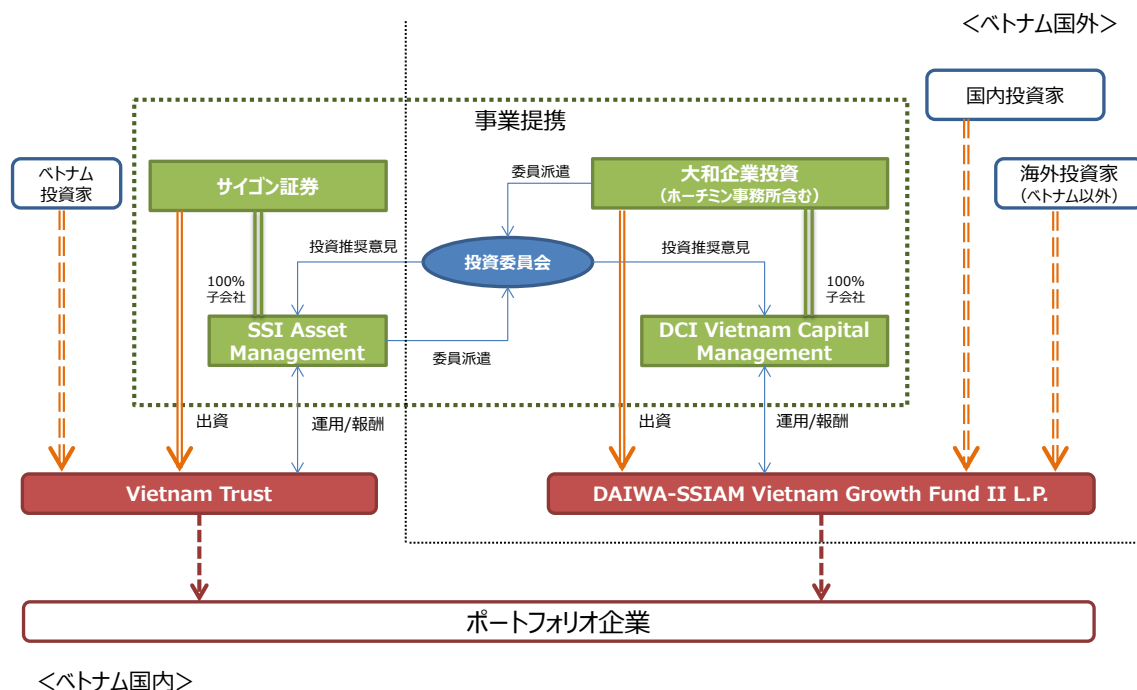 ＜ベトナム国外＞
国内投資家
事業提携
ベトナム
投資家
サイゴン証券
委員派遣
大和企業投資
（ホーチミン事務所含む）
海外投資家
（ベトナム以外）
投資推奨意見
投資委員会
投資推奨意見
100%
子会社
100%
子会社
SSI Asset
Management
委員派遣
DCI Vietnam Capital
Management
出資
運用/報酬
出資
運用/報酬
Vietnam Trust
DAIWA-SSIAM Vietnam Growth Fund II L.P.
ポートフォリオ企業
＜ベトナム国内＞